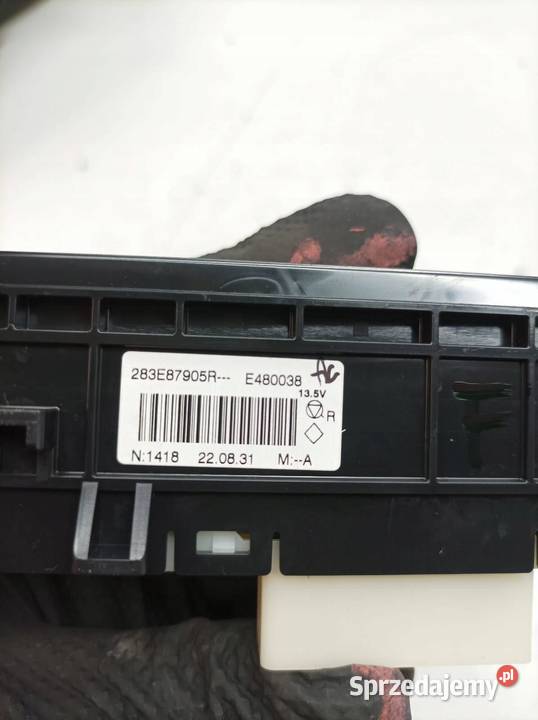 283E87905R--- E480038 AC
13.5V
R
N:1418 22.08.31 M:--A
Sprzedajemy.pl